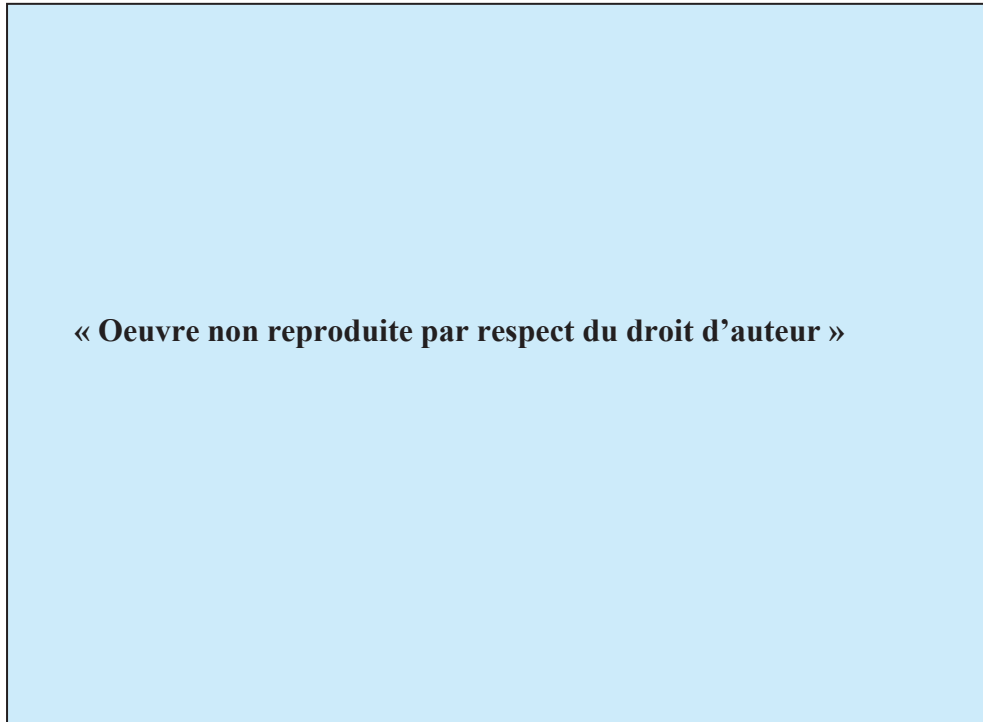 « Oeuvre non reproduite par respect du droit d’auteur »